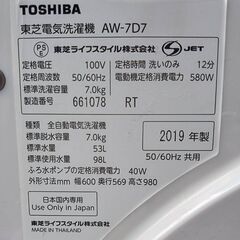 TOSHIBA
東芝電気洗濯機 AW-7D7
PS E 東芝ライフスタイル株式会社 JET
定格電圧 100V 定格時間 洗いのみ 12分
定格周波数 50/60Hz 電動機定格消費電力 580W
標準洗濯容量 7.0kg
製造番号 661078 RT
種類 全自動電気洗濯機
標準脱水容量 7.0kg
標準水量 53L
標準使用水量 98L
2019 年製
50/60Hz 共用
ふろ水ポンプの定格消費電力 40W
外形寸法mm 幅600 奥行569 高さ980
日本国内専用
Use Only in Japan
東芝ライフスタイル株式会社
MADE IN THAILAND